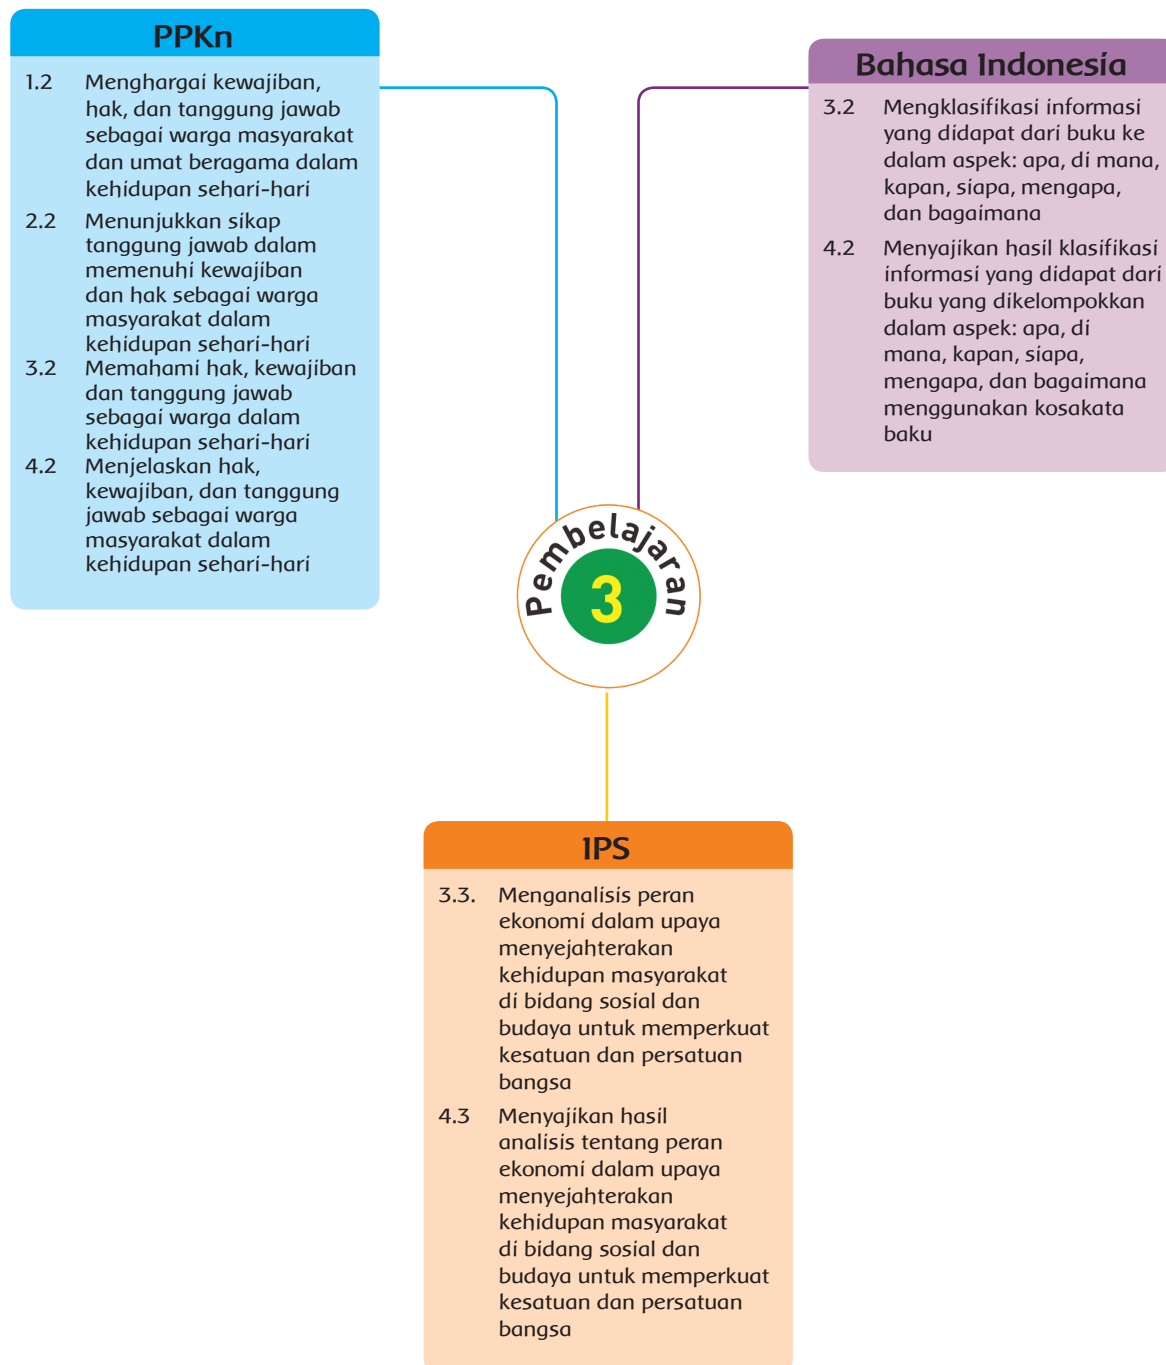 PPKn
1.2 Menghargai kewajiban,
hak, dan tanggung jawab
sebagai warga masyarakat
dan umat beragama dalam
kehidupan sehari-hari
2.2 Menunjukkan sikap
tanggung jawab dalam
memenuhi kewajiban
dan hak sebagai warga
masyarakat dalam
kehidupan sehari-hari
3.2 Memahami hak, kewajiban
dan tanggung jawab
sebagai warga dalam
kehidupan sehari-hari
4.2 Menjelaskan hak,
kewajiban, dan tanggung
jawab sebagai warga
masyarakat dalam
kehidupan sehari-hari
Bahasa Indonesia
3.2 Mengklasifikasi informasi
yang didapat dari buku ke
dalam aspek: apa, di mana,
kapan, siapa, mengapa,
dan bagaimana
4.2 Menyajikan hasil klasifikasi
informasi yang didapat dari
buku yang dikelompokkan
dalam aspek: apa, di
mana, kapan, siapa,
mengapa, dan bagaimana
menggunakan kosakata
baku
Pembelajaran
3
IPS
3.3. Menganalisis peran
ekonomi dalam upaya
menyejahterakan
kehidupan masyarakat
di bidang sosial dan
budaya untuk memperkuat
kesatuan dan persatuan
bangsa
4.3 Menyajikan hasil
analisis tentang peran
ekonomi dalam upaya
menyejahterakan
kehidupan masyarakat
di bidang sosial dan
budaya untuk memperkuat
kesatuan dan persatuan
bangsa